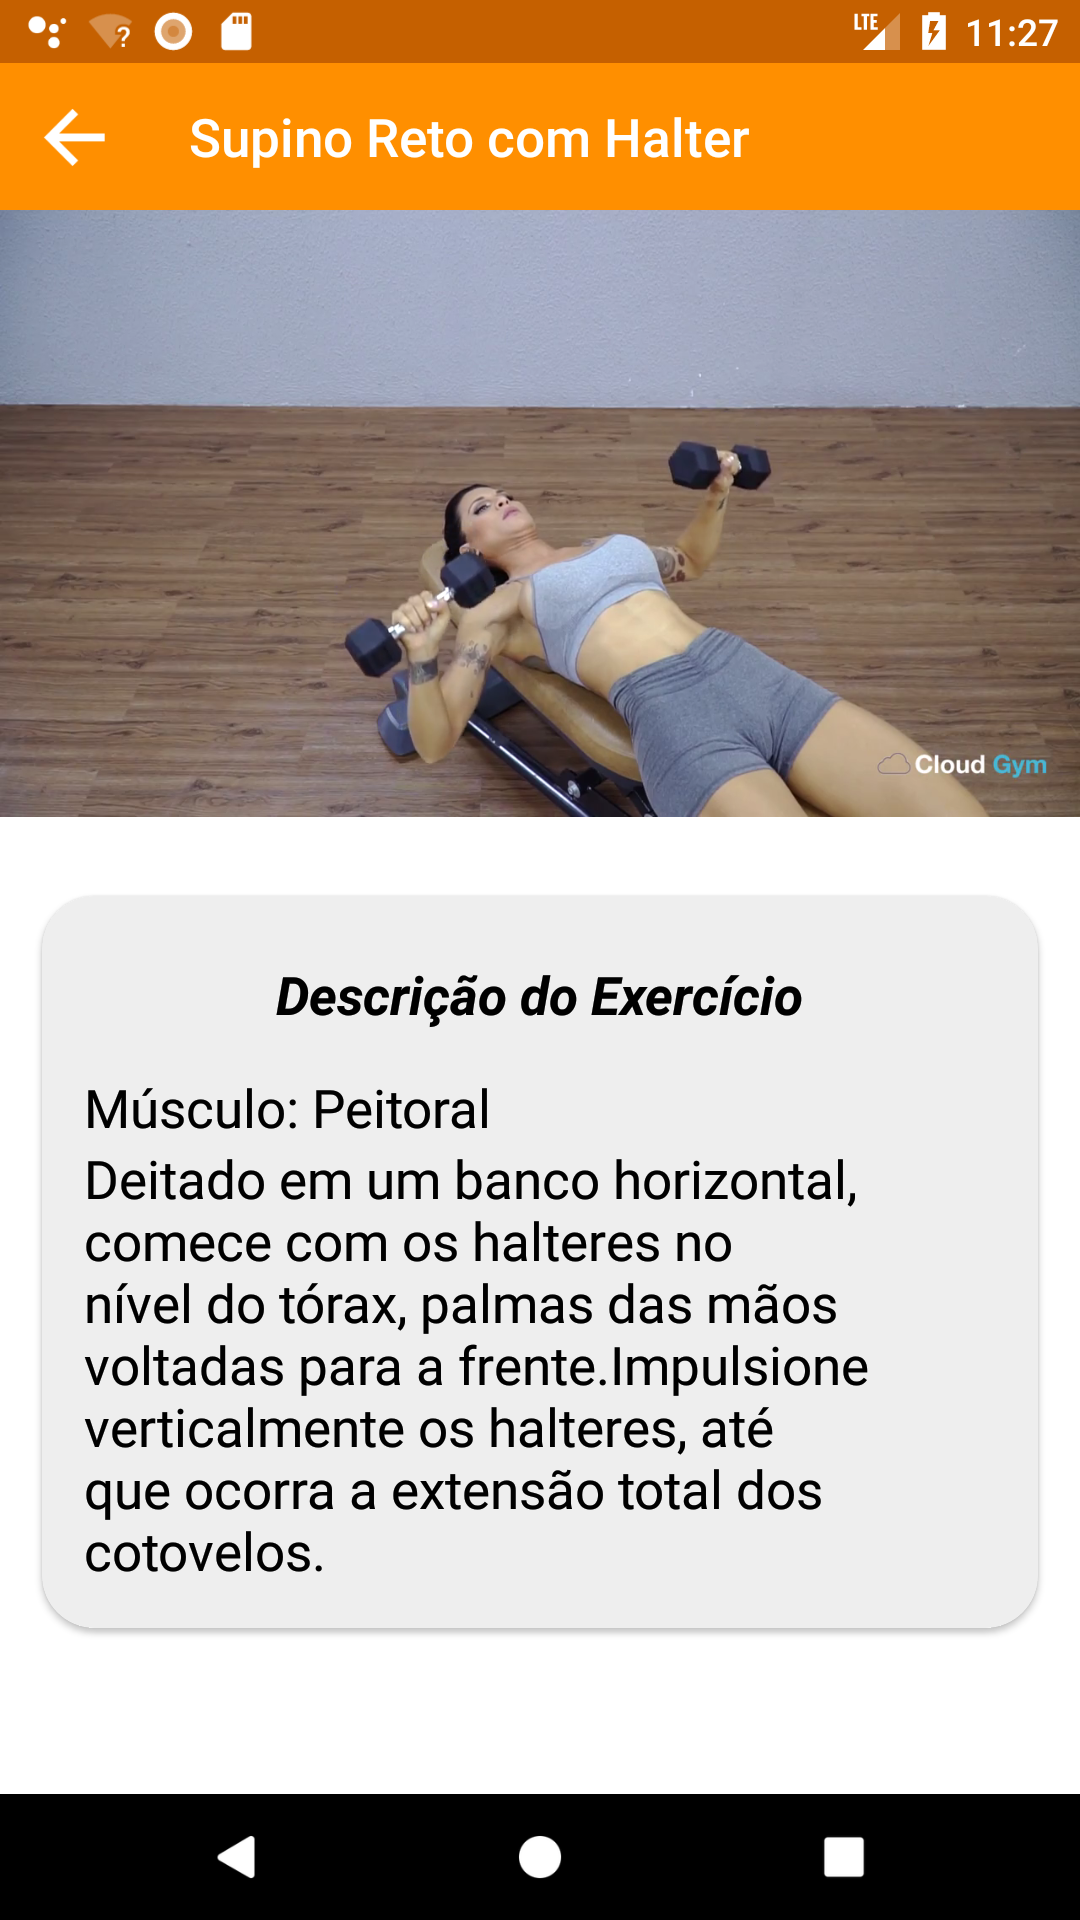 LTE 11:27
Supino Reto com Halter
Cloud Gym
Descrição do Exercício
Músculo: Peitoral
Deitado em um banco horizontal,
comece com os halteres no
nível do tórax, palmas das mãos
voltadas para a frente.Impulsione
verticalmente os halteres, até
que ocorra a extensão total dos
cotovelos.